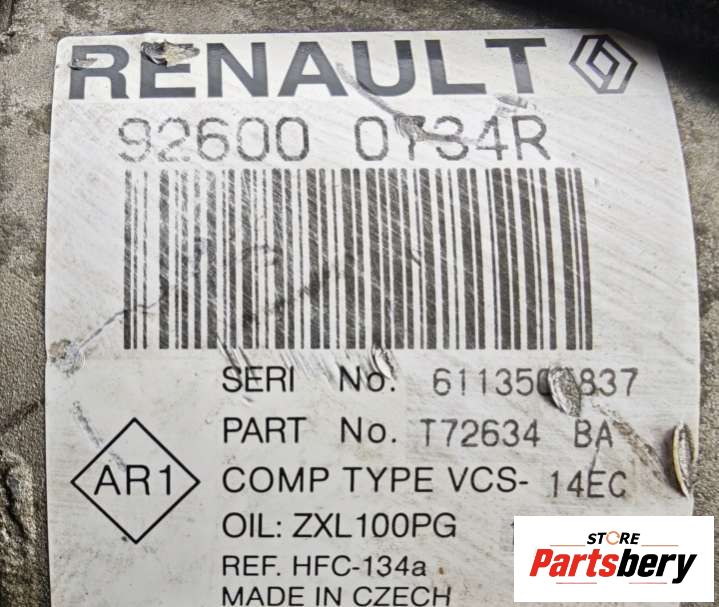 RENAULT
92600 0734R
SERI No.
PART No. T72634 BA
AR1
COMP TYPE VCS- 14EC
OIL: ZXL100PG
REF. HFC-134a
MADE IN CZECH
STORE
Partsbery